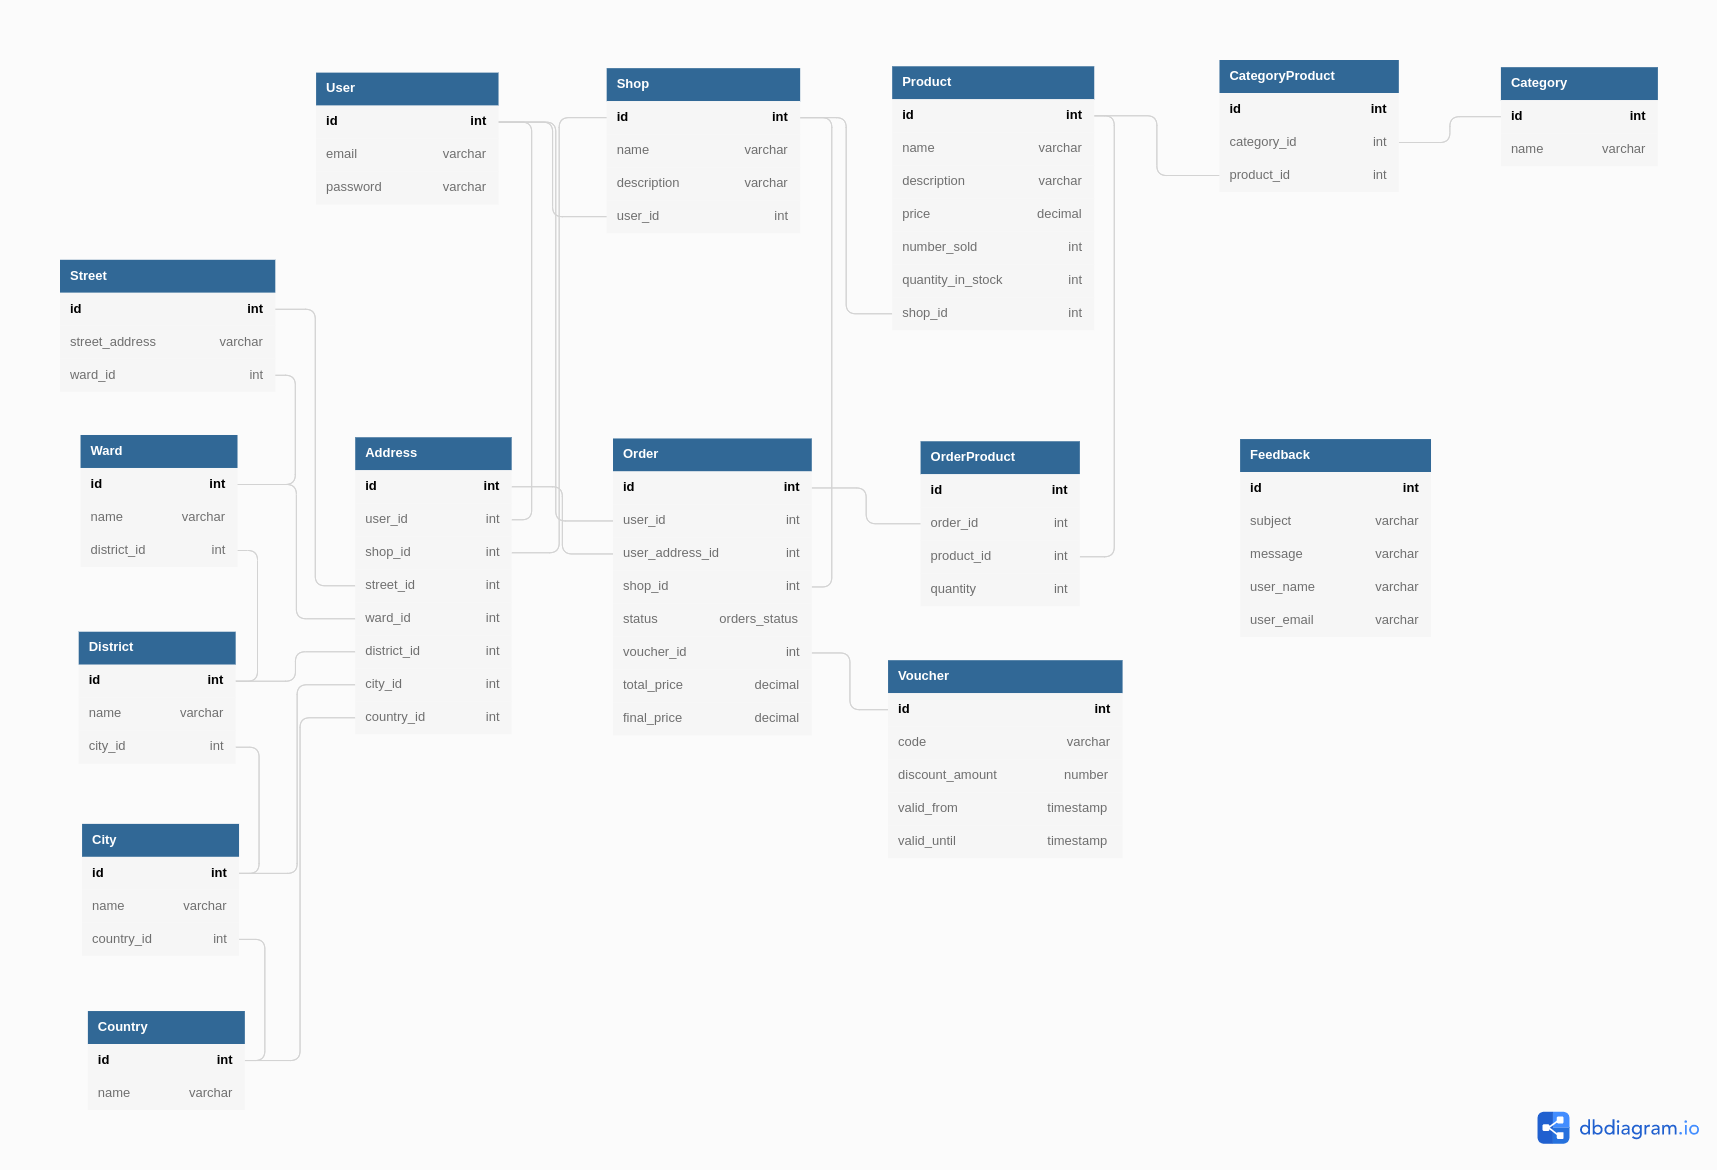 User
id int
email varchar
password varchar
Shop
id int
name varchar
description varchar
user_id int
Product
id int
name varchar
description varchar
price decimal
number_sold int
quantity_in_stock int
shop_id int
CategoryProduct
id int
category_id int
product_id int
Category
id int
name varchar
Street
id int
street_address varchar
ward_id int
Ward
id int
name varchar
district_id int
District
id int
name varchar
city_id int
City
id int
name varchar
country_id int
Country
id int
name varchar
Address
id int
user_id int
shop_id int
street_id int
ward_id int
district_id int
city_id int
country_id int
Order
id int
user_id int
user_address_id int
shop_id int
status orders_status
voucher_id int
total_price decimal
final_price decimal
OrderProduct
id int
order_id int
product_id int
quantity int
Voucher
id int
code varchar
discount_amount number
valid_from timestamp
valid_until timestamp
Feedback
id int
subject varchar
message varchar
user_name varchar
user_email varchar
dbdiagram.io